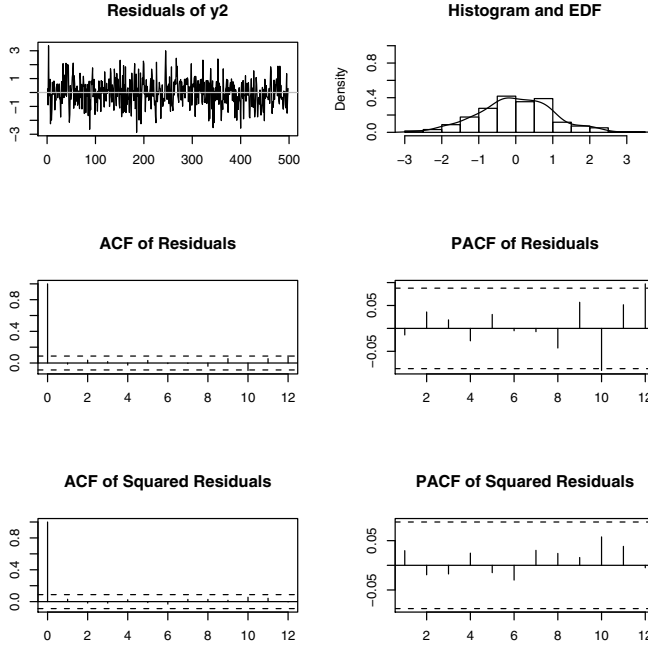 Residuals of y2
3
1
−1
−3
0 100 200 300 400 500
Histogram and EDF
Density
0.8
0.4
0.0
−3 −2 −1 0 1 2 3
ACF of Residuals
0.8
0.4
0.0
0 2 4 6 8 10 12
PACF of Residuals
0.05
−0.05
2 4 6 8 10 12
ACF of Squared Residuals
0.8
0.4
0.0
0 2 4 6 8 10 12
PACF of Squared Residuals
0.05
−0.05
2 4 6 8 10 12